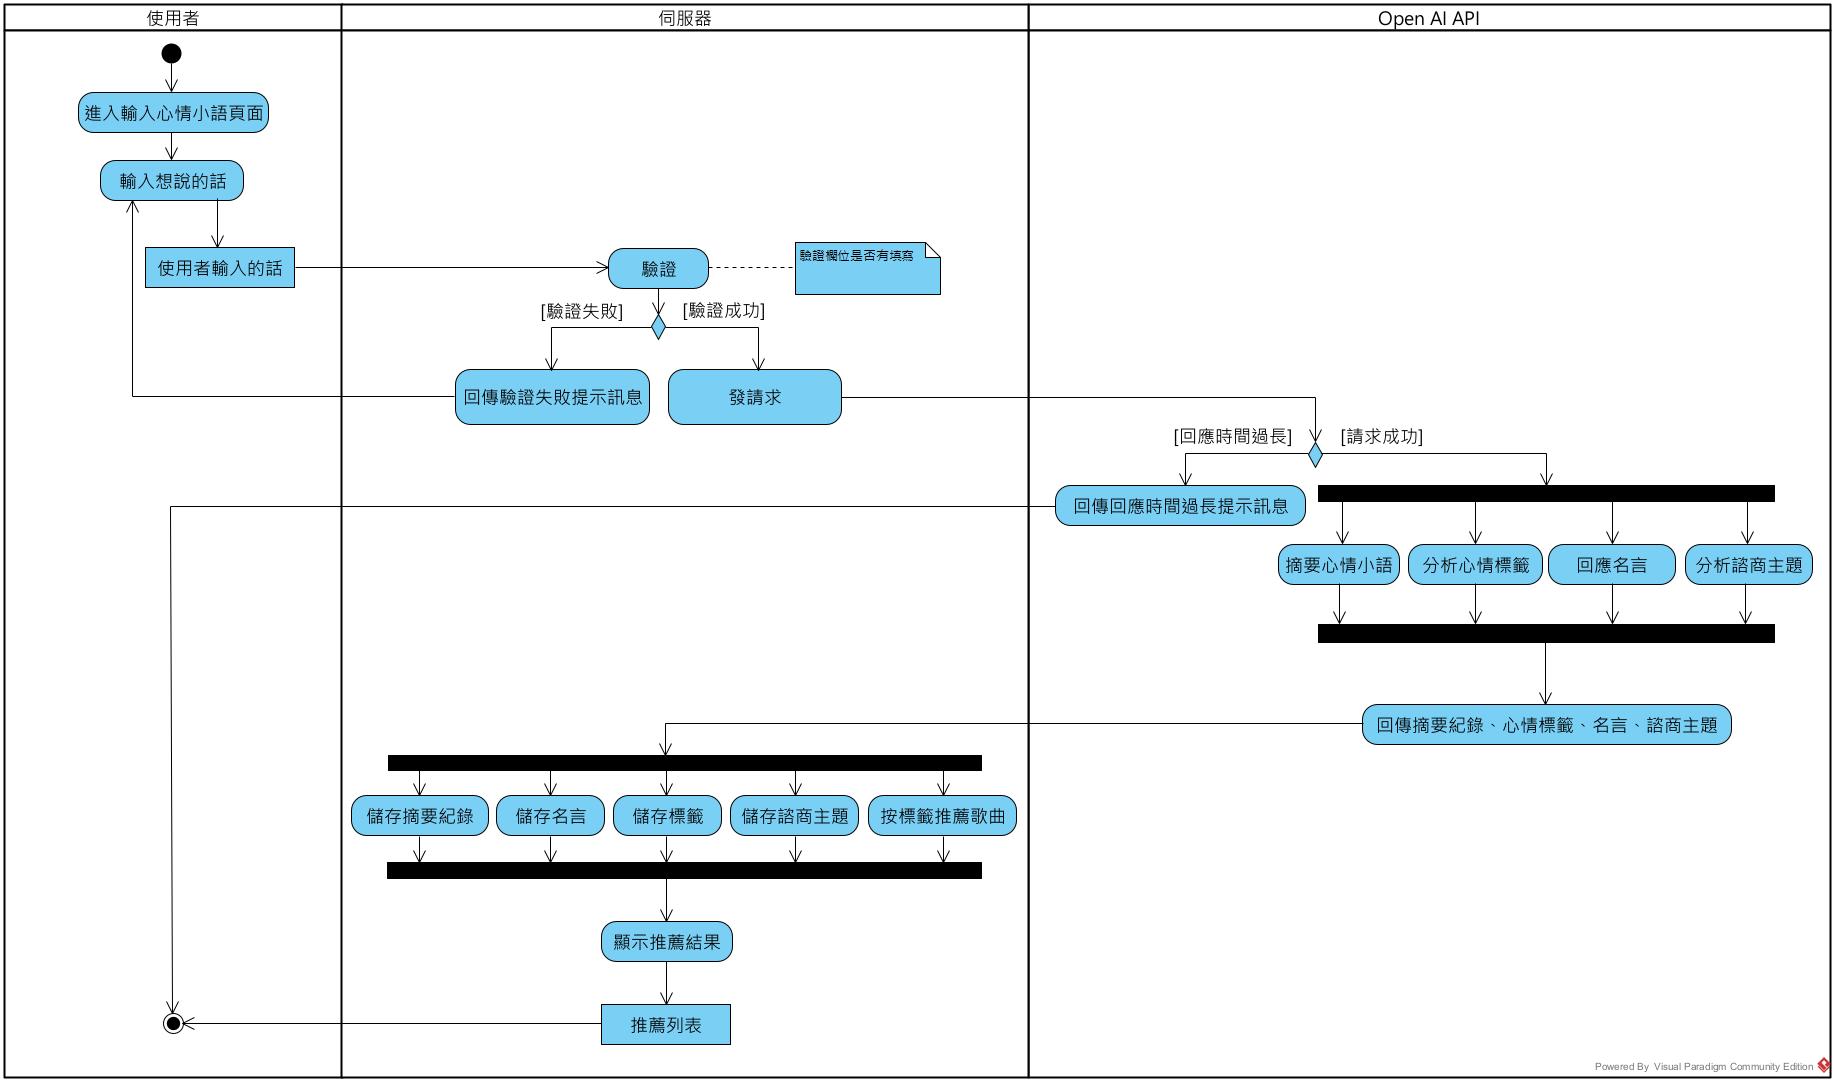 使用者
伺服器
Open AI API
進入輸入心情小語頁面
輸入想說的話
使用者輸入的話
驗證
驗證欄位是否有填寫
[驗證失敗]
[驗證成功]
回傳驗證失敗提示訊息
發請求
[回應時間過長]
[請求成功]
回傳回應時間過長提示訊息
摘要心情小語
分析心情標籤
回應名言
分析諮商主題
回傳摘要紀錄、心情標籤、名言、諮商主題
儲存摘要紀錄
儲存名言
儲存標籤
儲存諮商主題
按標籤推薦歌曲
顯示推薦結果
推薦列表
Powered By Visual Paradigm Community Edition